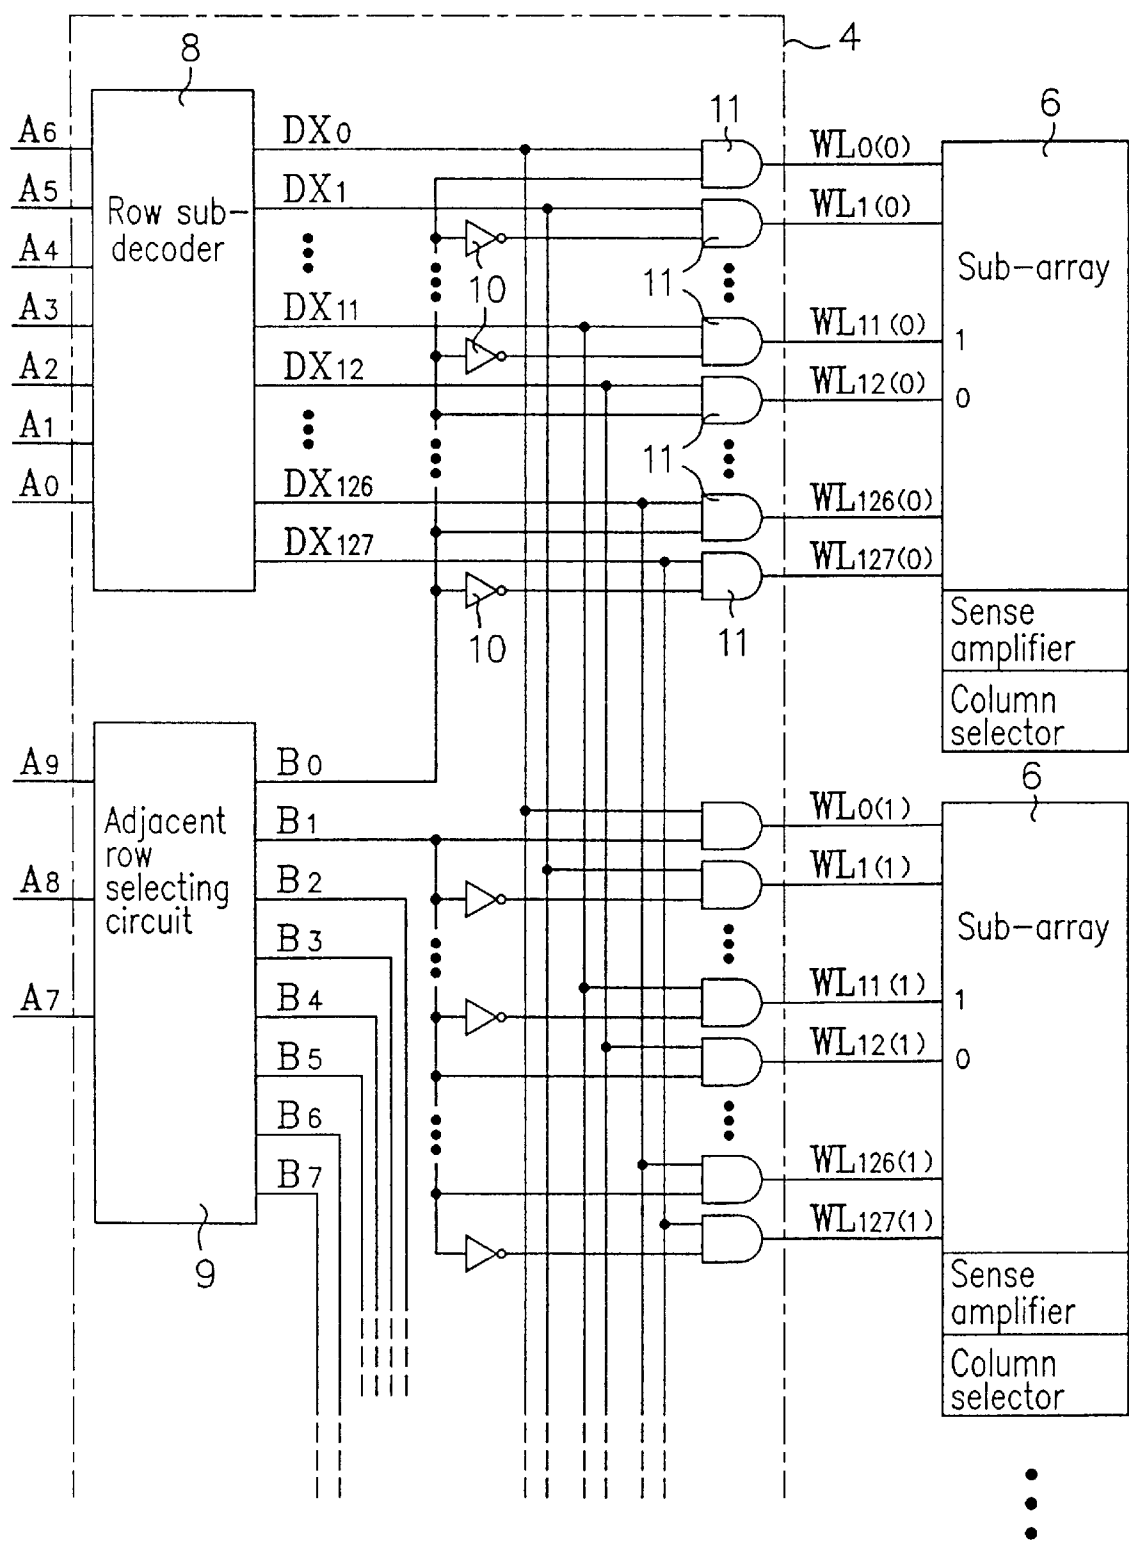 4
8
11
6
A6 DX0 WL0(0)
A5 DX1 WL1(0)
Row sub-
decoder
A4
10
11
11
Sub-array
A3 DX11 WL11(0) 1
A2 DX12 WL12(0) 0
A1
11
A0 DX126 WL126(0)
DX127 WL127(0)
10
11
Sense
amplifier
Column
selector
A9 B0
6
B1 WL0(1)
Adjacent
row
selecting
circuit
A8 B2 WL1(1)
Sub-array
B3
A7 B4 WL11(1) 1
B5 WL12(1) 0
B6
B7 WL126(1)
WL127(1)
9
Sense
amplifier
Column
selector